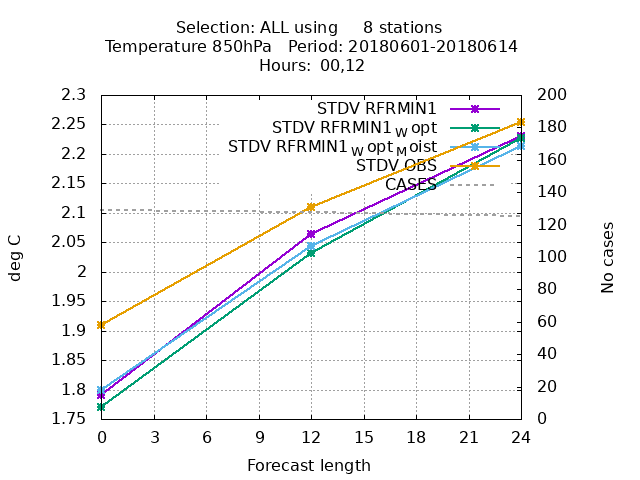 Selection: ALL using     8 stations
Temperature 850hPa   Period: 20180601-20180614
Hours:  00,12
2.3
2.25
2.2
2.15
2.1
2.05
2
1.95
1.9
1.85
1.8
1.75
200
180
160
140
120
100
80
60
40
20
0
STDV RFRMIN1
STDV RFRMIN1_W opt
STDV RFRMIN1_W opt_M oist
STDV OBS
CASES
deg C
No cases
0 3 6 9 12 15 18 21 24
Forecast length